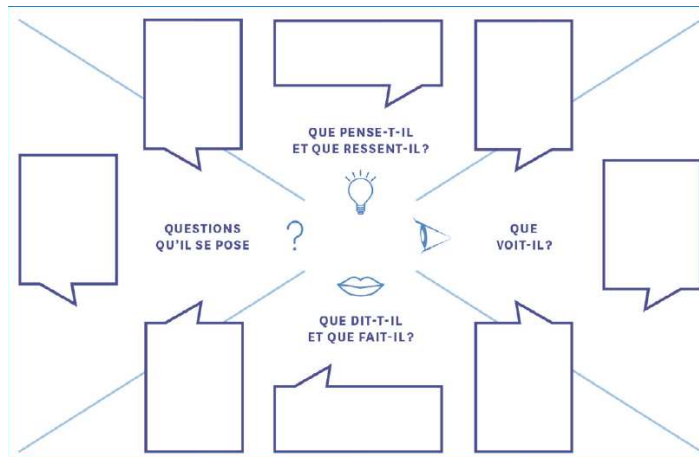 QUE PENSE-T-IL
ET QUE RESSENT-IL?
QUESTIONS
QU'IL SE POSE
?
QUE
VOIT-IL?
QUE DIT-T-IL
ET QUE FAIT-IL?